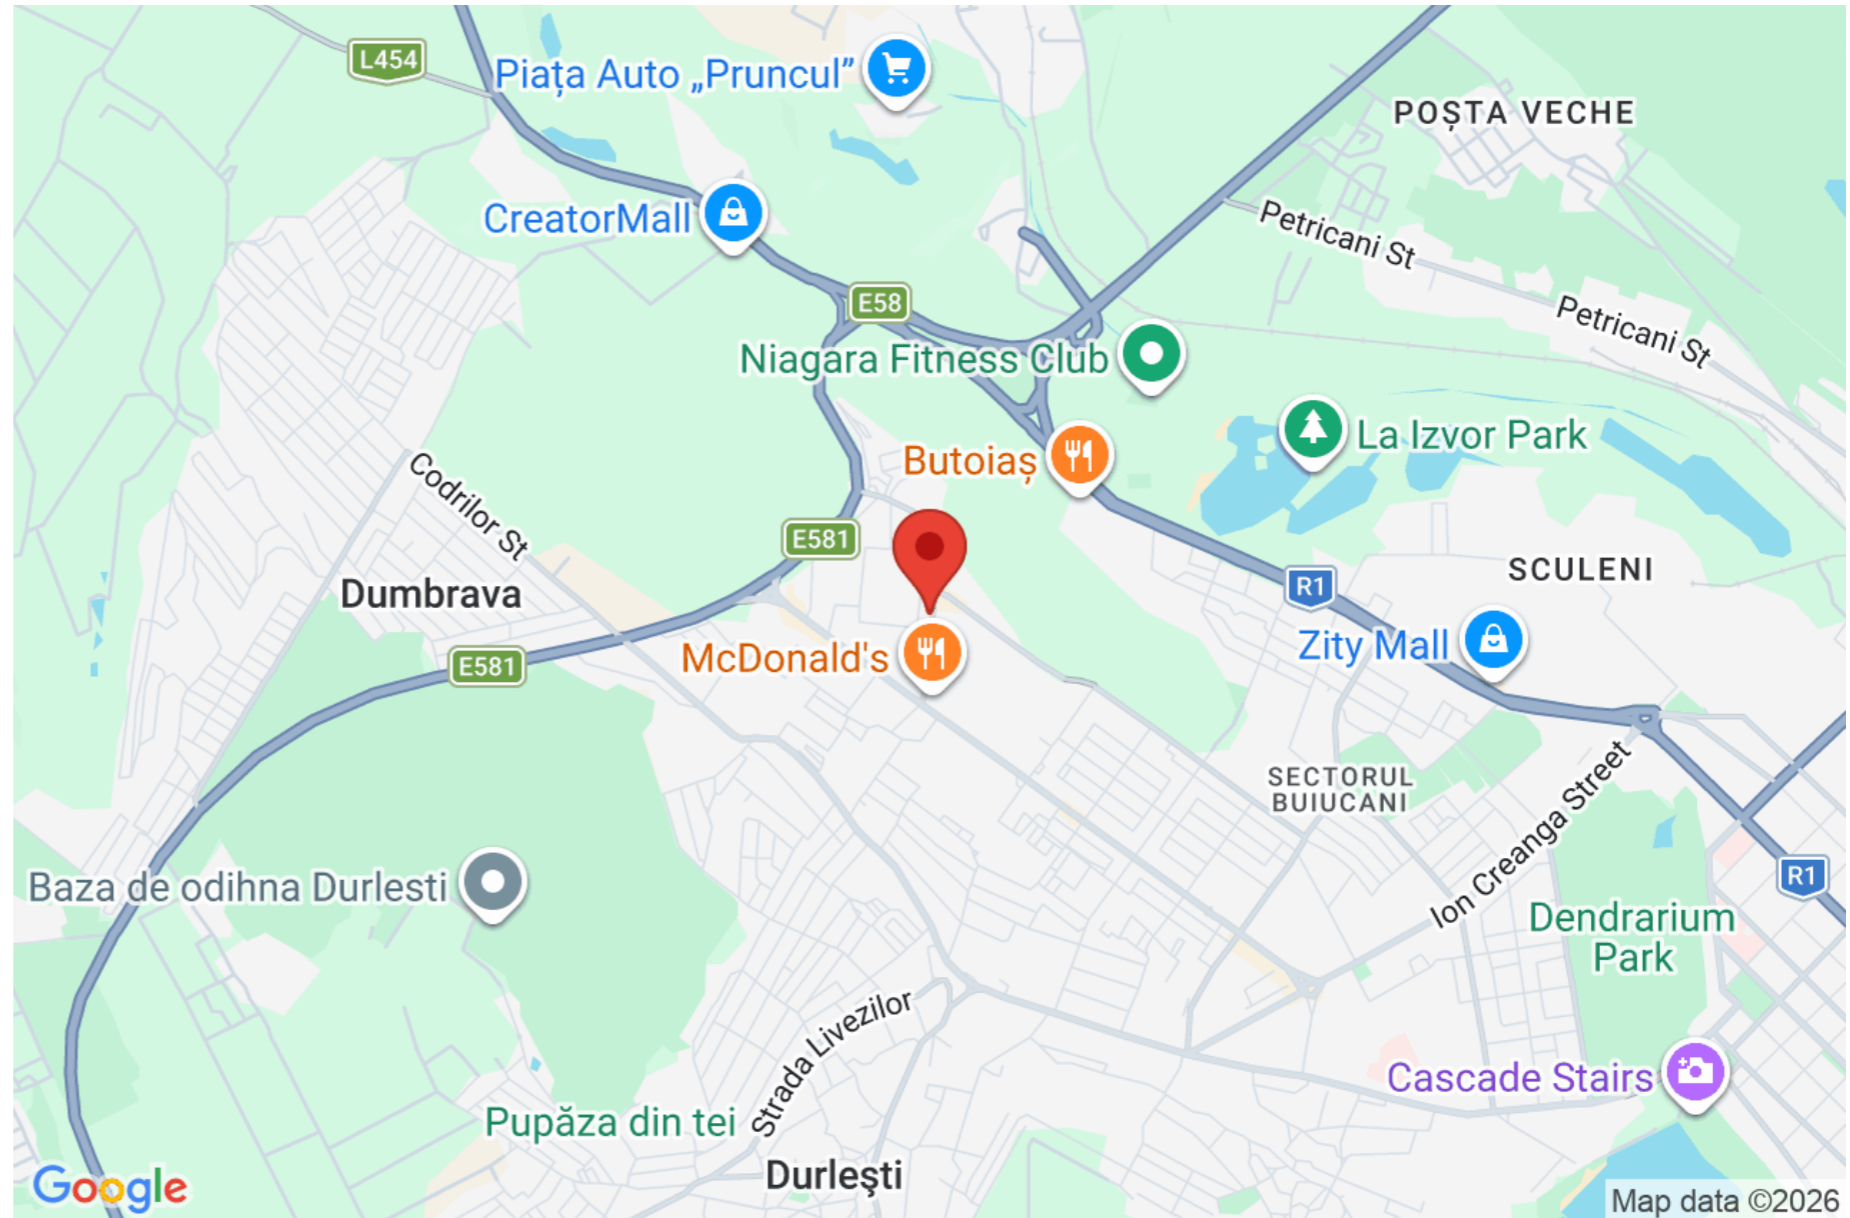 L454
Piața Auto „Pruncul”
POȘTA VECHE
CreatorMall
Petricani St
E58
Petricani St
Niagara Fitness Club
La Izvor Park
Butoiaș
Codrilor St
E581
SCULENI
R1
Dumbrava
Zity Mall
McDonald's
E581
SECTORUL
BUIUCANI
Ion Creanga Street
R1
Baza de odihna Durlesti
Dendrarium
Park
Strada Livezilor
Cascade Stairs
Pupăza din tei
Durleşti
Google
Map data ©2026